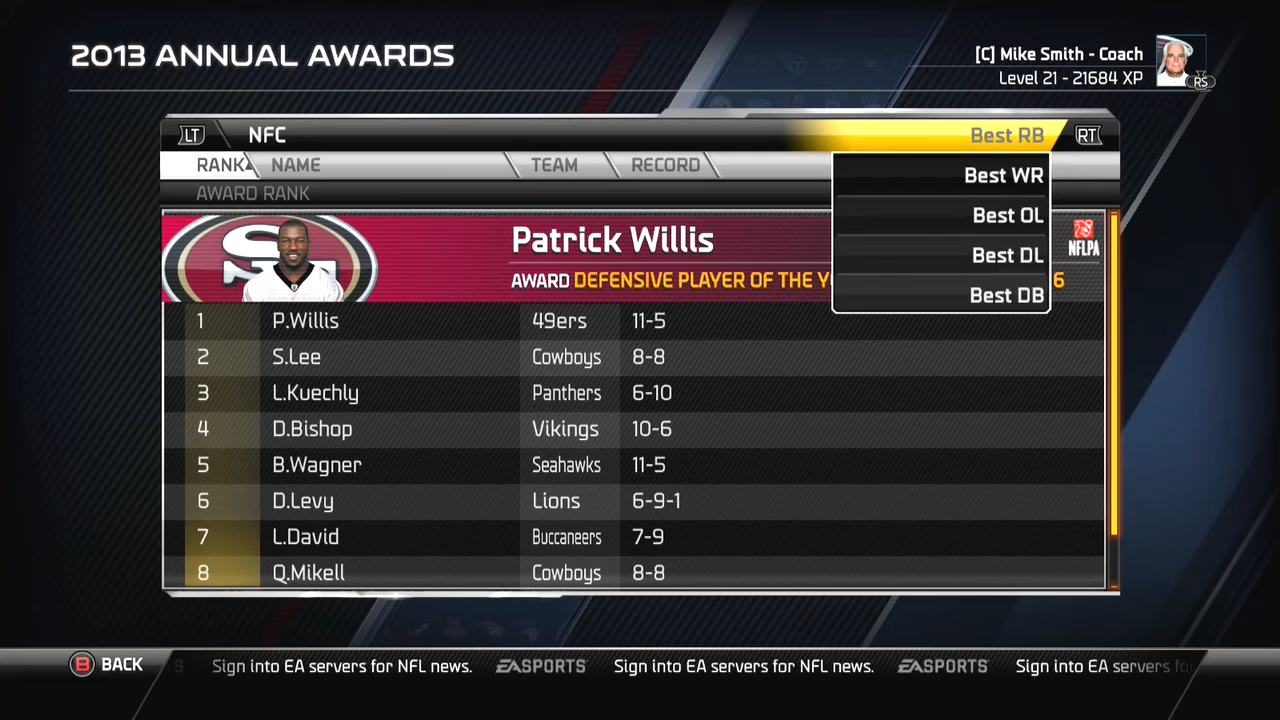 2013 ANNUAL AWARDS
[C] Mike Smith - Coach
Level 21 - 21684 XP
RS
LT NFC Best RB RT
RANK NAME TEAM RECORD
Best WR
AWARD RANK
Best OL
Patrick Willis
NFLPA
Best DL
AWARD DEFENSIVE PLAYER OF THE 6
Best DB
1 P.Willis 49ers 11-5
2 S.Lee Cowboys 8-8
3 L.Kuechly Panthers 6-10
4 D.Bishop Vikings 10-6
5 B.Wagner Seahawks 11-5
6 D.Levy Lions 6-9-1
7 L.David Buccaneers 7-9
8 Q.Mikell Cowboys 8-8
B BACK S Sign into EA servers for NFL news. EA SPORTS Sign into EA servers for NFL news. EA SPORTS Sign into EA servers fo